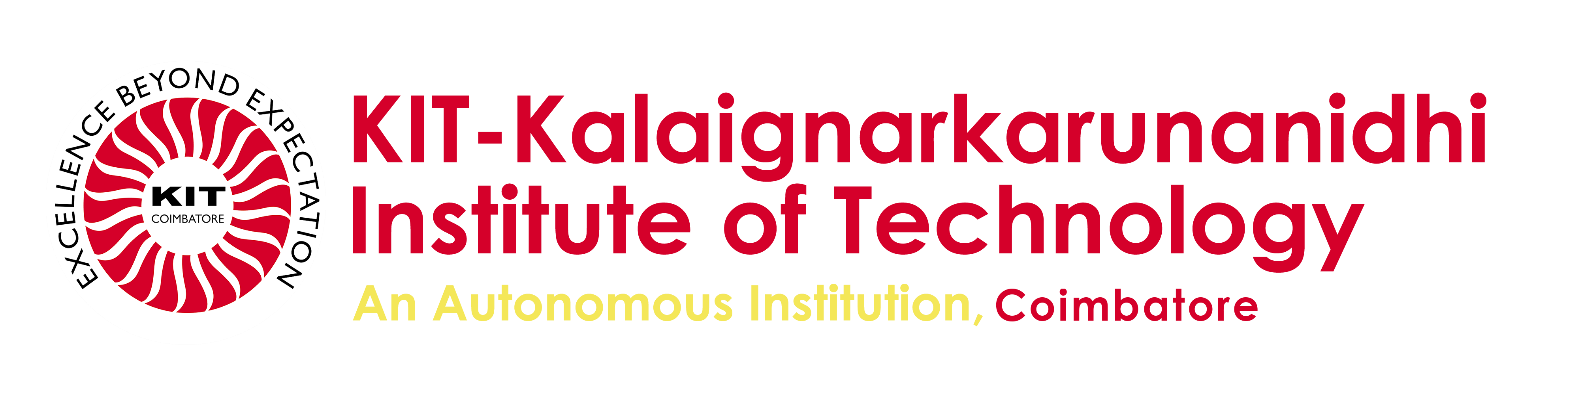 EXCELLENCE BEYOND EXPECTATION
KIT
COIMBATORE
KIT-Kalaignarkarunanidhi
Institute of Technology
An Autonomous Institution, Coimbatore